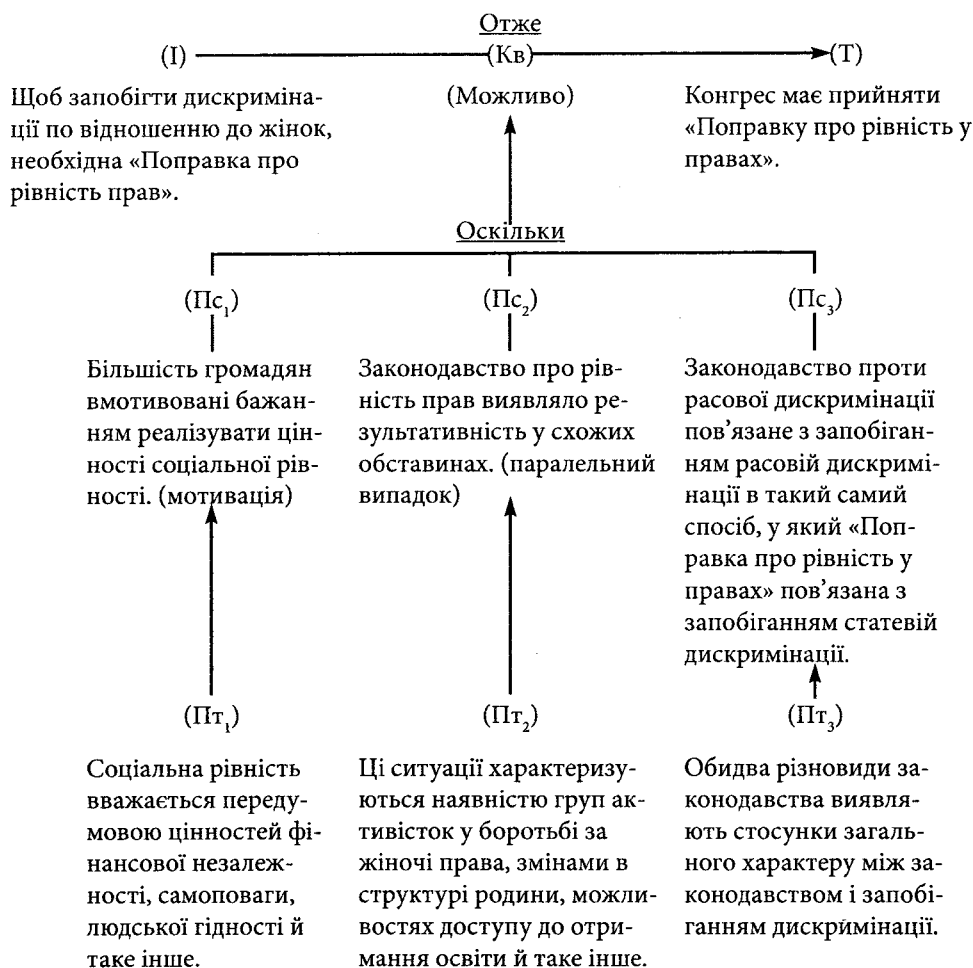 Отже
(І) (Кв) (Т)
Щоб запобігти дискриміна-
ції по відношенню до жінок,
необхідна «Поправка про
рівність прав».
(Можливо)
Конгрес має прийняти
«Поправку про рівність у
правах».
Оскільки
(Пс₁) (Пс₂) (Пс₃)
Більшість громадян
вмотивовані бажан-
ням реалізувати цін-
ності соціальної рів-
ності. (мотивація)
Законодавство про рів-
ність прав виявляло ре-
зультативність у схожих
обставинах. (паралельний
випадок)
Законодавство проти
расової дискримінації
пов’язане з запобіган-
ням расовій дискримі-
нації в такий самий
спосіб, у який «Поп-
равка про рівність у
правах» пов’язана з
запобіганням статевій
дискримінації.
(Пт₁) (Пт₂) (Пт₃)
Соціальна рівність
вважається переду-
мовою цінностей фі-
нансової незалеж-
ності, самоповаги,
людської гідності й
таке інше.
Ці ситуації характеризу-
ються наявністю груп ак-
тивісток у боротьбі за
жіночі права, змінами в
структурі родини, можли-
востях доступу до отри-
мання освіти й таке інше.
Обидва різновиди за-
конодавства виявля-
ють стосунки загаль-
ного характеру між за-
конодавством і запобі-
ганням дискримінації.